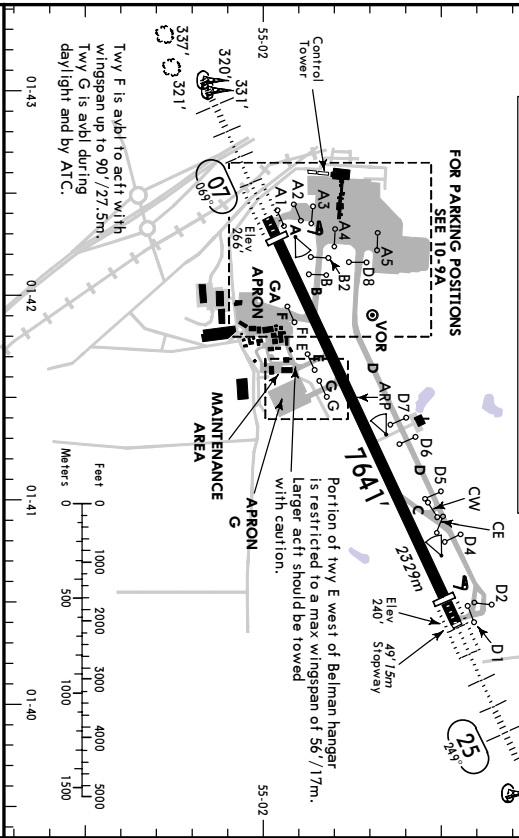 FOR PARKING POSITIONS
SEE 10-9A
Control
Tower
55-02
337'
320'
331'
321'
01-43
01-42
01-41
01-40
07
069°
Elev
266'
A1
A2
A3
A4
A5
A
A
B
B
B2
D8
VOR
D
ARP
D7
D6
D
D5
CW
CE
C
D4
D2
D1
7641'
2329m
Elev
240'
49'15m
Stopway
25
249°
GA
APRON
F
F
E
E
G
G
MAINTENANCE
AREA
APRON
G
Portion of twy E west of Belman hangar
is restricted to a max wingspan of 56'/17m.
Larger acft should be towed
with caution.
Twy F is avbl to acft with
wingspan up to 90'/27.5m.
Twy G is avbl during
daylight and by ATC.
Feet 0 1000 2000 3000 4000 5000
Meters 0 500 1000 1500
55-02